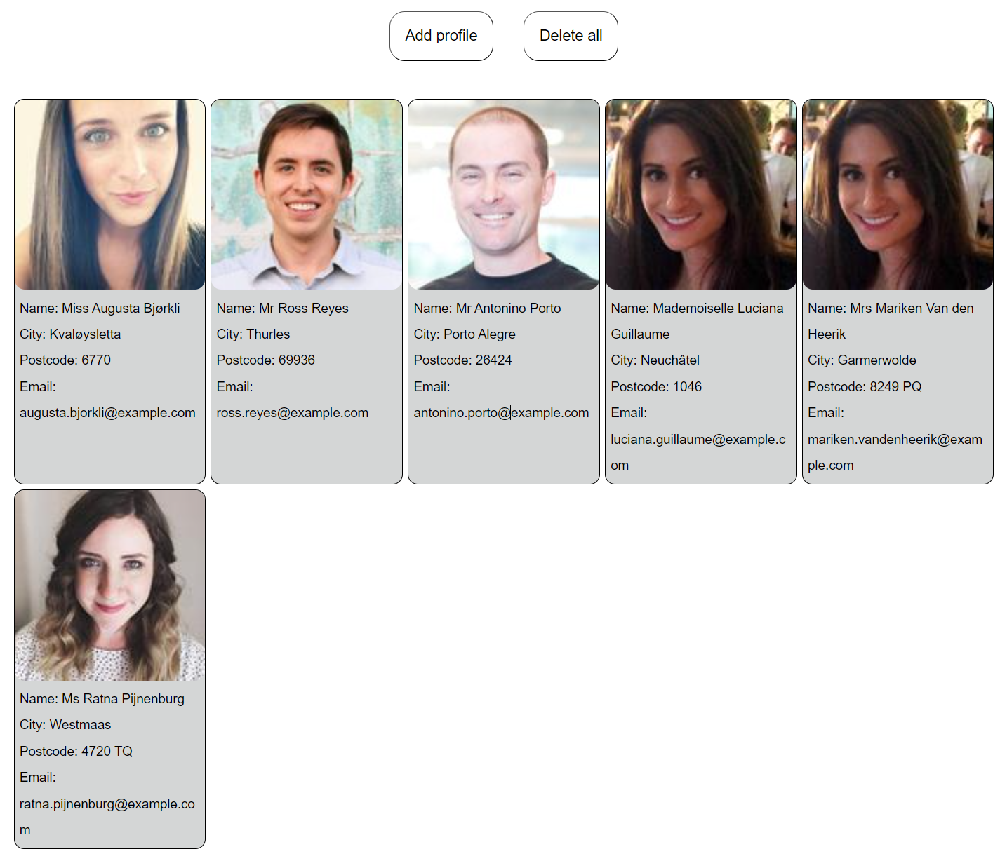 Add profile
Delete all
Name: Miss Augusta Bjørkli
City: Kvaløysletta
Postcode: 6770
Email:
augusta.bjorkli@example.com
Name: Mr Ross Reyes
City: Thurles
Postcode: 69936
Email:
ross.reyes@example.com
Name: Mr Antonino Porto
City: Porto Alegre
Postcode: 26424
Email:
antonino.porto@example.com
Name: Mademoiselle Luciana
Guillaume
City: Neuchâtel
Postcode: 1046
Email:
luciana.guillaume@example.c
om
Name: Mrs Mariken Van den
Heerik
City: Garmerwolde
Postcode: 8249 PQ
Email:
mariken.vandenheerik@exam
ple.com
Name: Ms Ratna Pijnenburg
City: Westmaas
Postcode: 4720 TQ
Email:
ratna.pijnenburg@example.co
m